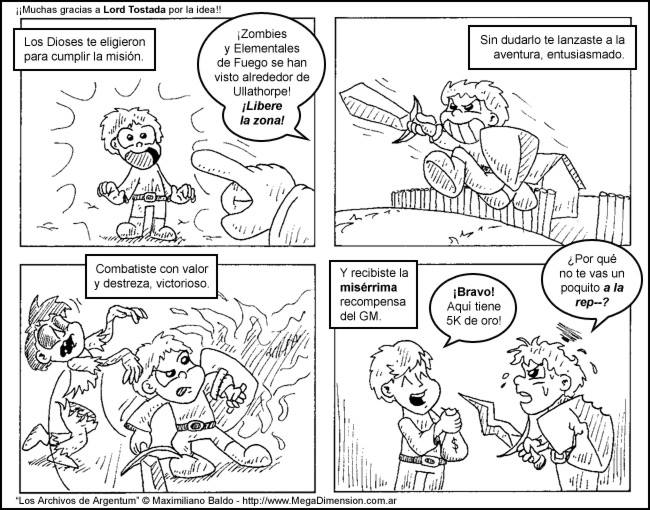 ¡¡Muchas gracias a Lord Tostada por la idea!!
Los Dioses te eligieron
para cumplir la misión.
¡Zombies
y Elementales
de Fuego se han
visto alrededor de
Ullathorpe!
¡Libere
la zona!
Sin dudarlo te lanzaste a la
aventura, entusiasmado.
Combatiste con valor
y destreza, victorioso.
Y recibiste la
misérrima
recompensa
del GM.
¡Bravo!
Aquí tiene
5K de oro!
$
¿Por qué
no te vas un
poquito a la
rep--?
"Los Archivos de Argentum" © Maximiliano Baldo - http://www.MegaDimension.com.ar